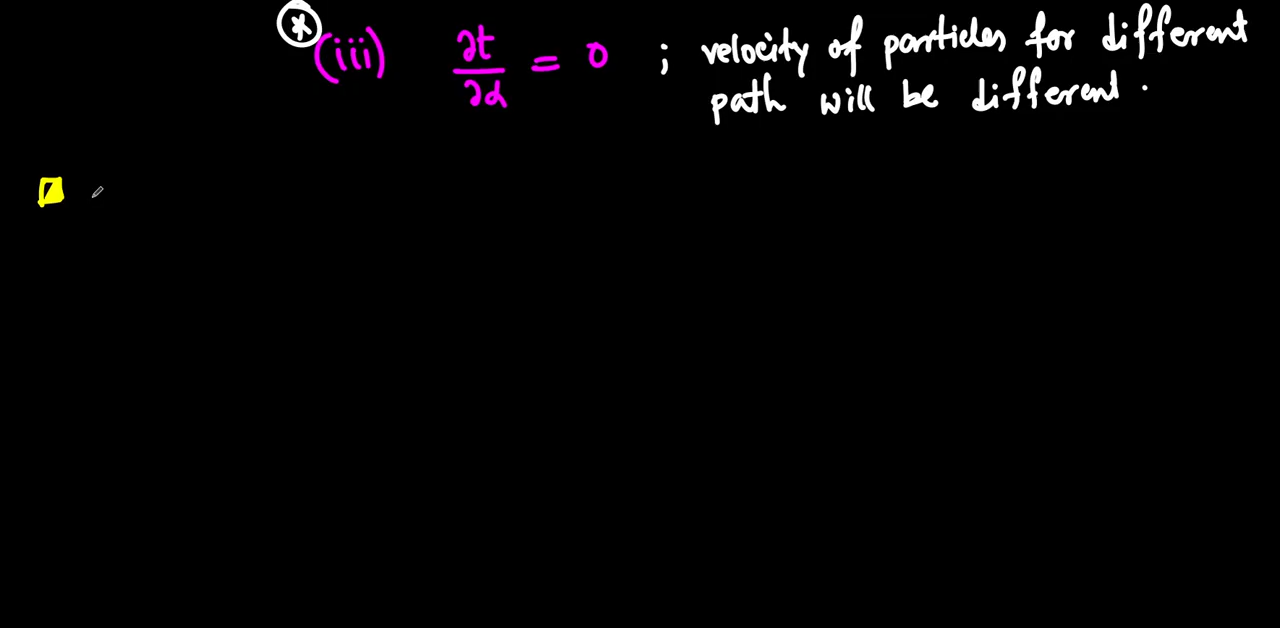 * (iii) ∂t/∂α = 0 ; velocity of particles for different
path will be different.